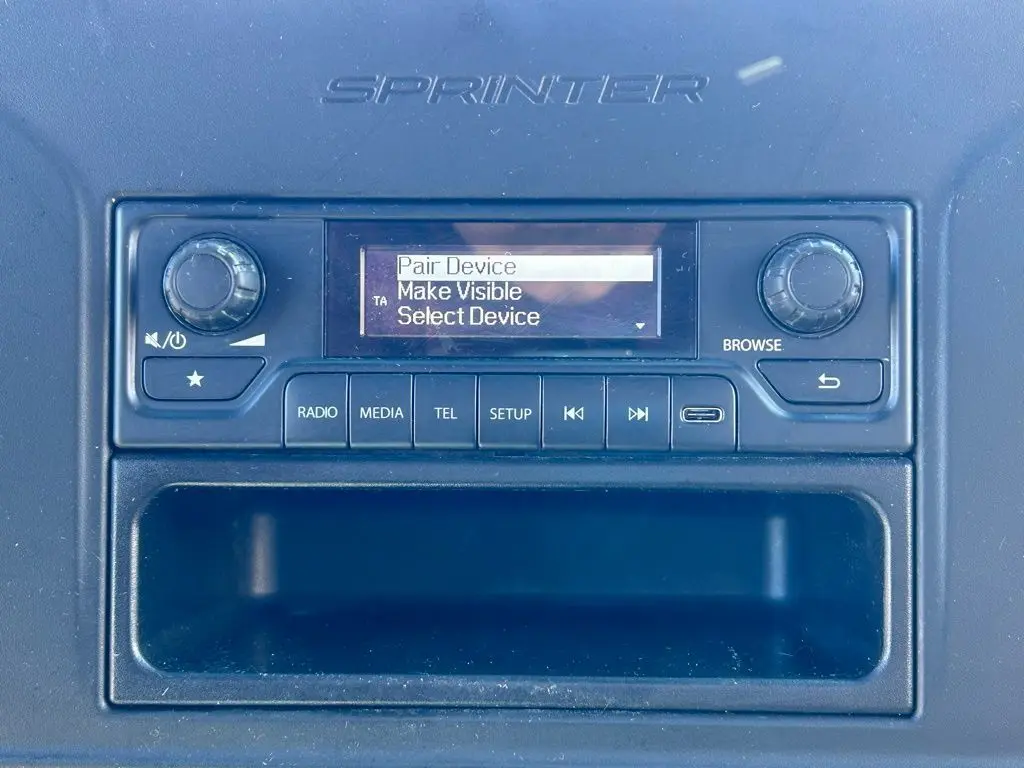 SPRINTER
Pair Device
TA
Make Visible
Select Device
BROWSE
RADIO
MEDIA
TEL
SETUP